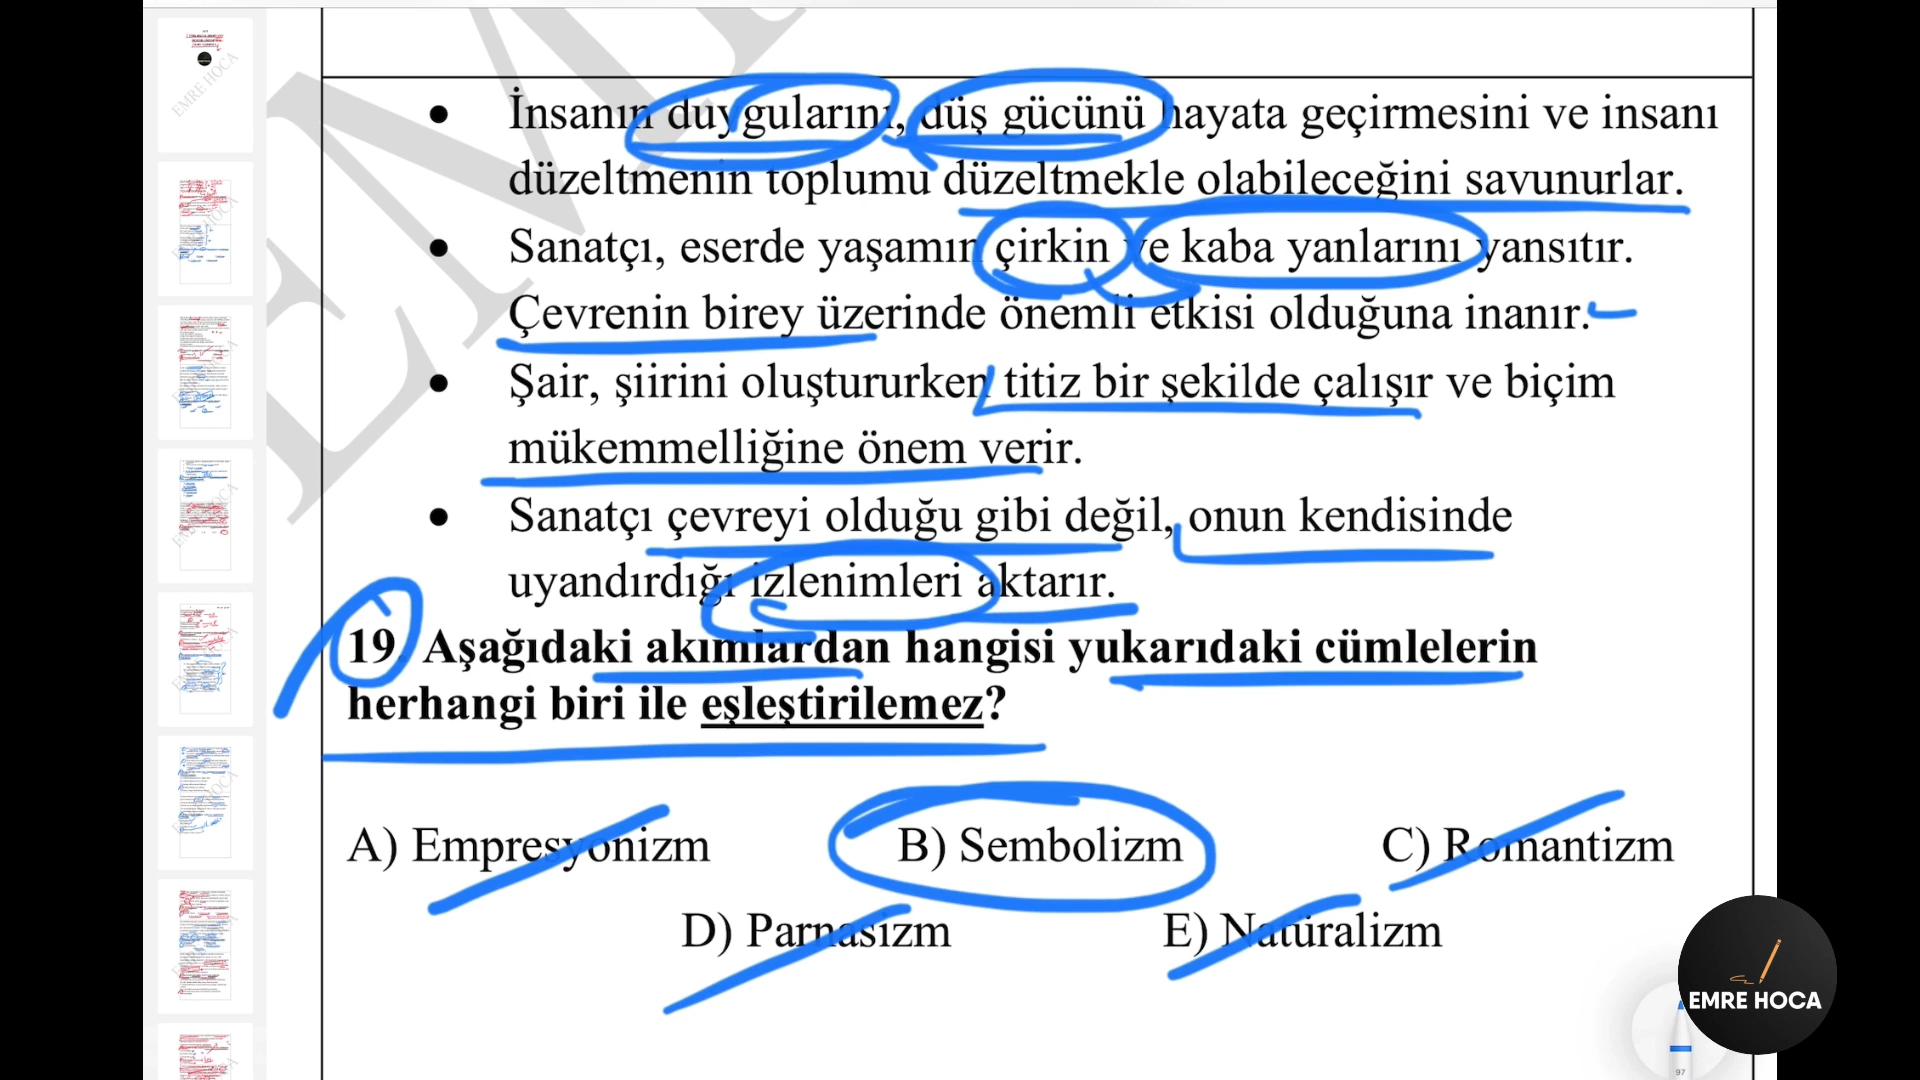 • İnsanın duygularını, düş gücünü hayata geçirmesini ve insanı
düzeltmenin toplumu düzeltmekle olabileceğini savunurlar.
• Sanatçı, eserde yaşamın çirkin ve kaba yanlarını yansıtır.
Çevrenin birey üzerinde önemli etkisi olduğuna inanır.
• Şair, şiirini oluştururken titiz bir şekilde çalışır ve biçim
mükemmelliğine önem verir.
• Sanatçı çevreyi olduğu gibi değil, onun kendisinde
uyandırdığı izlenimleri aktarır.
19. Aşağıdaki akımlardan hangisi yukarıdaki cümlelerin
herhangi biri ile eşleştirilemez?
A) Empresyonizm B) Sembolizm C) Romantizm
D) Parnasizm E) Natüralizm
EMRE HOCA
97